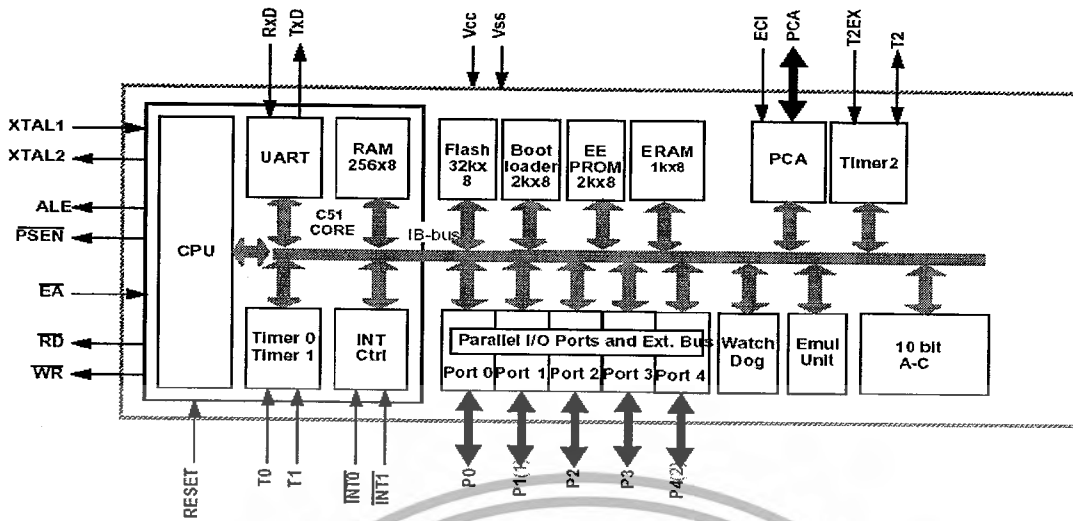 RxD
TxD
Vcc
Vss
ECI
PCA
T2EX
T2
XTAL1
XTAL2
ALE
PSEN
EA
RD
WR
CPU
UART
RAM
256x8
C51
CORE
IB-bus
Flash
32kx
8
Boot
loader
2kx8
EE
PROM
2kx8
ERAM
1kx8
PCA
Timer2
Timer 0
Timer 1
INT
Ctrl
Parallel I/O Ports and Ext. Bus
Port 0
Port 1
Port 2
Port 3
Port 4
Watch
Dog
Emul
Unit
10 bit
A-C
RESET
T0
T1
INT0
INT1
P0
P1(1)
P2
P3
P4(2)